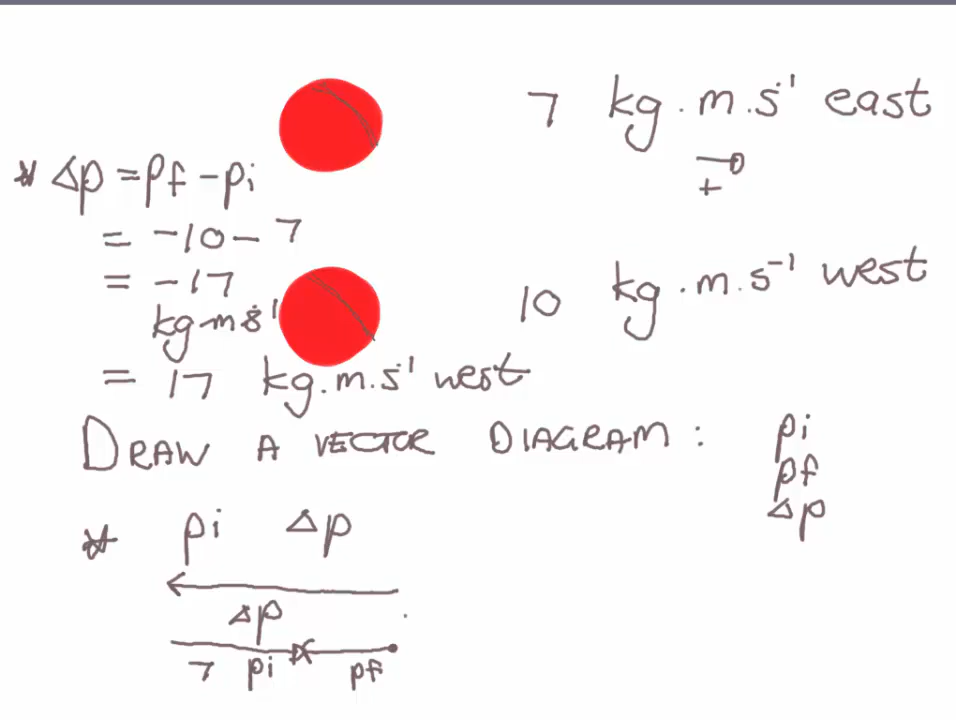 7 kg.m.s⁻¹ east
+
* Δp = pf - pi
= -10 - 7
= -17
kg.m.s⁻¹
10 kg.m.s⁻¹ west
= 17 kg.m.s⁻¹ west
DRAW A VECTOR DIAGRAM : pi
pf
Δp
* pi Δp
Δp
7 pi pf